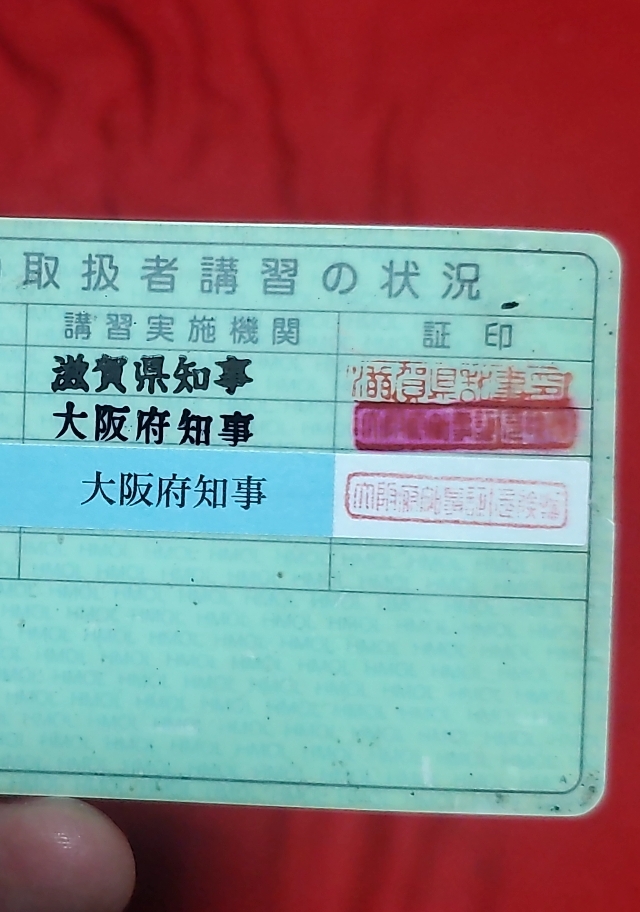 取扱者講習の状況
講習実施機関 証印
滋賀県知事
大阪府知事
大阪府知事